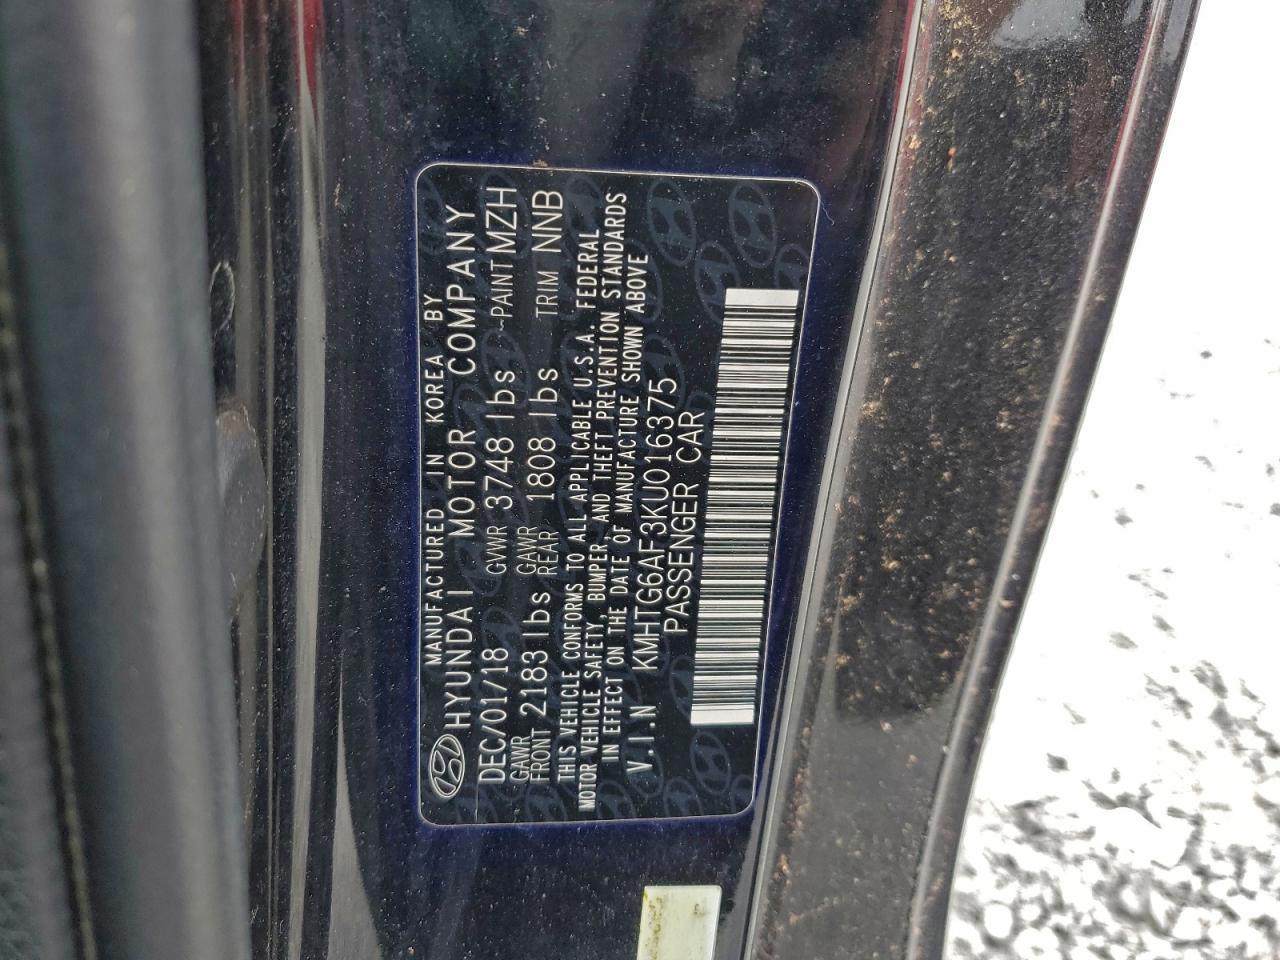 MANUFACTURED IN KOREA BY
HYUNDAI MOTOR COMPANY
DEC/01/18 GVWR 3748 lbs PAINT MZH
GAWR FRONT 2183 lbs GAWR REAR 1808 lbs TRIM NNB
THIS VEHICLE CONFORMS TO ALL APPLICABLE U.S.A. FEDERAL
MOTOR VEHICLE SAFETY, BUMPER, AND THEFT PREVENTION STANDARDS
IN EFFECT ON THE DATE OF MANUFACTURE SHOWN ABOVE
V.I.N KMHTG6AF3KU016375
PASSENGER CAR